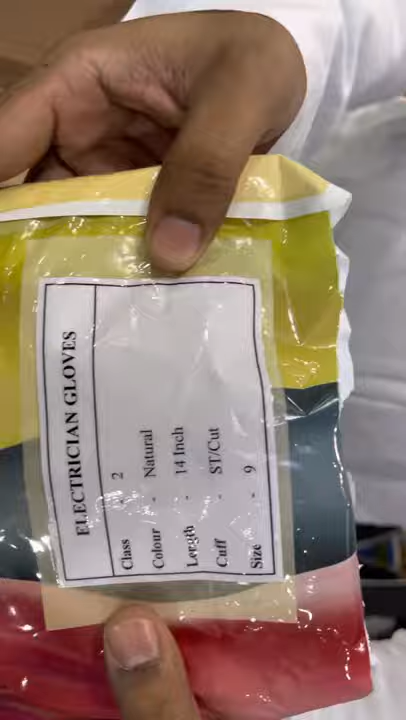 ELECTRICIAN GLOVES
Class - 2
Colour - Natural
Length - 14 Inch
Cuff - ST/Cut
Size - 9